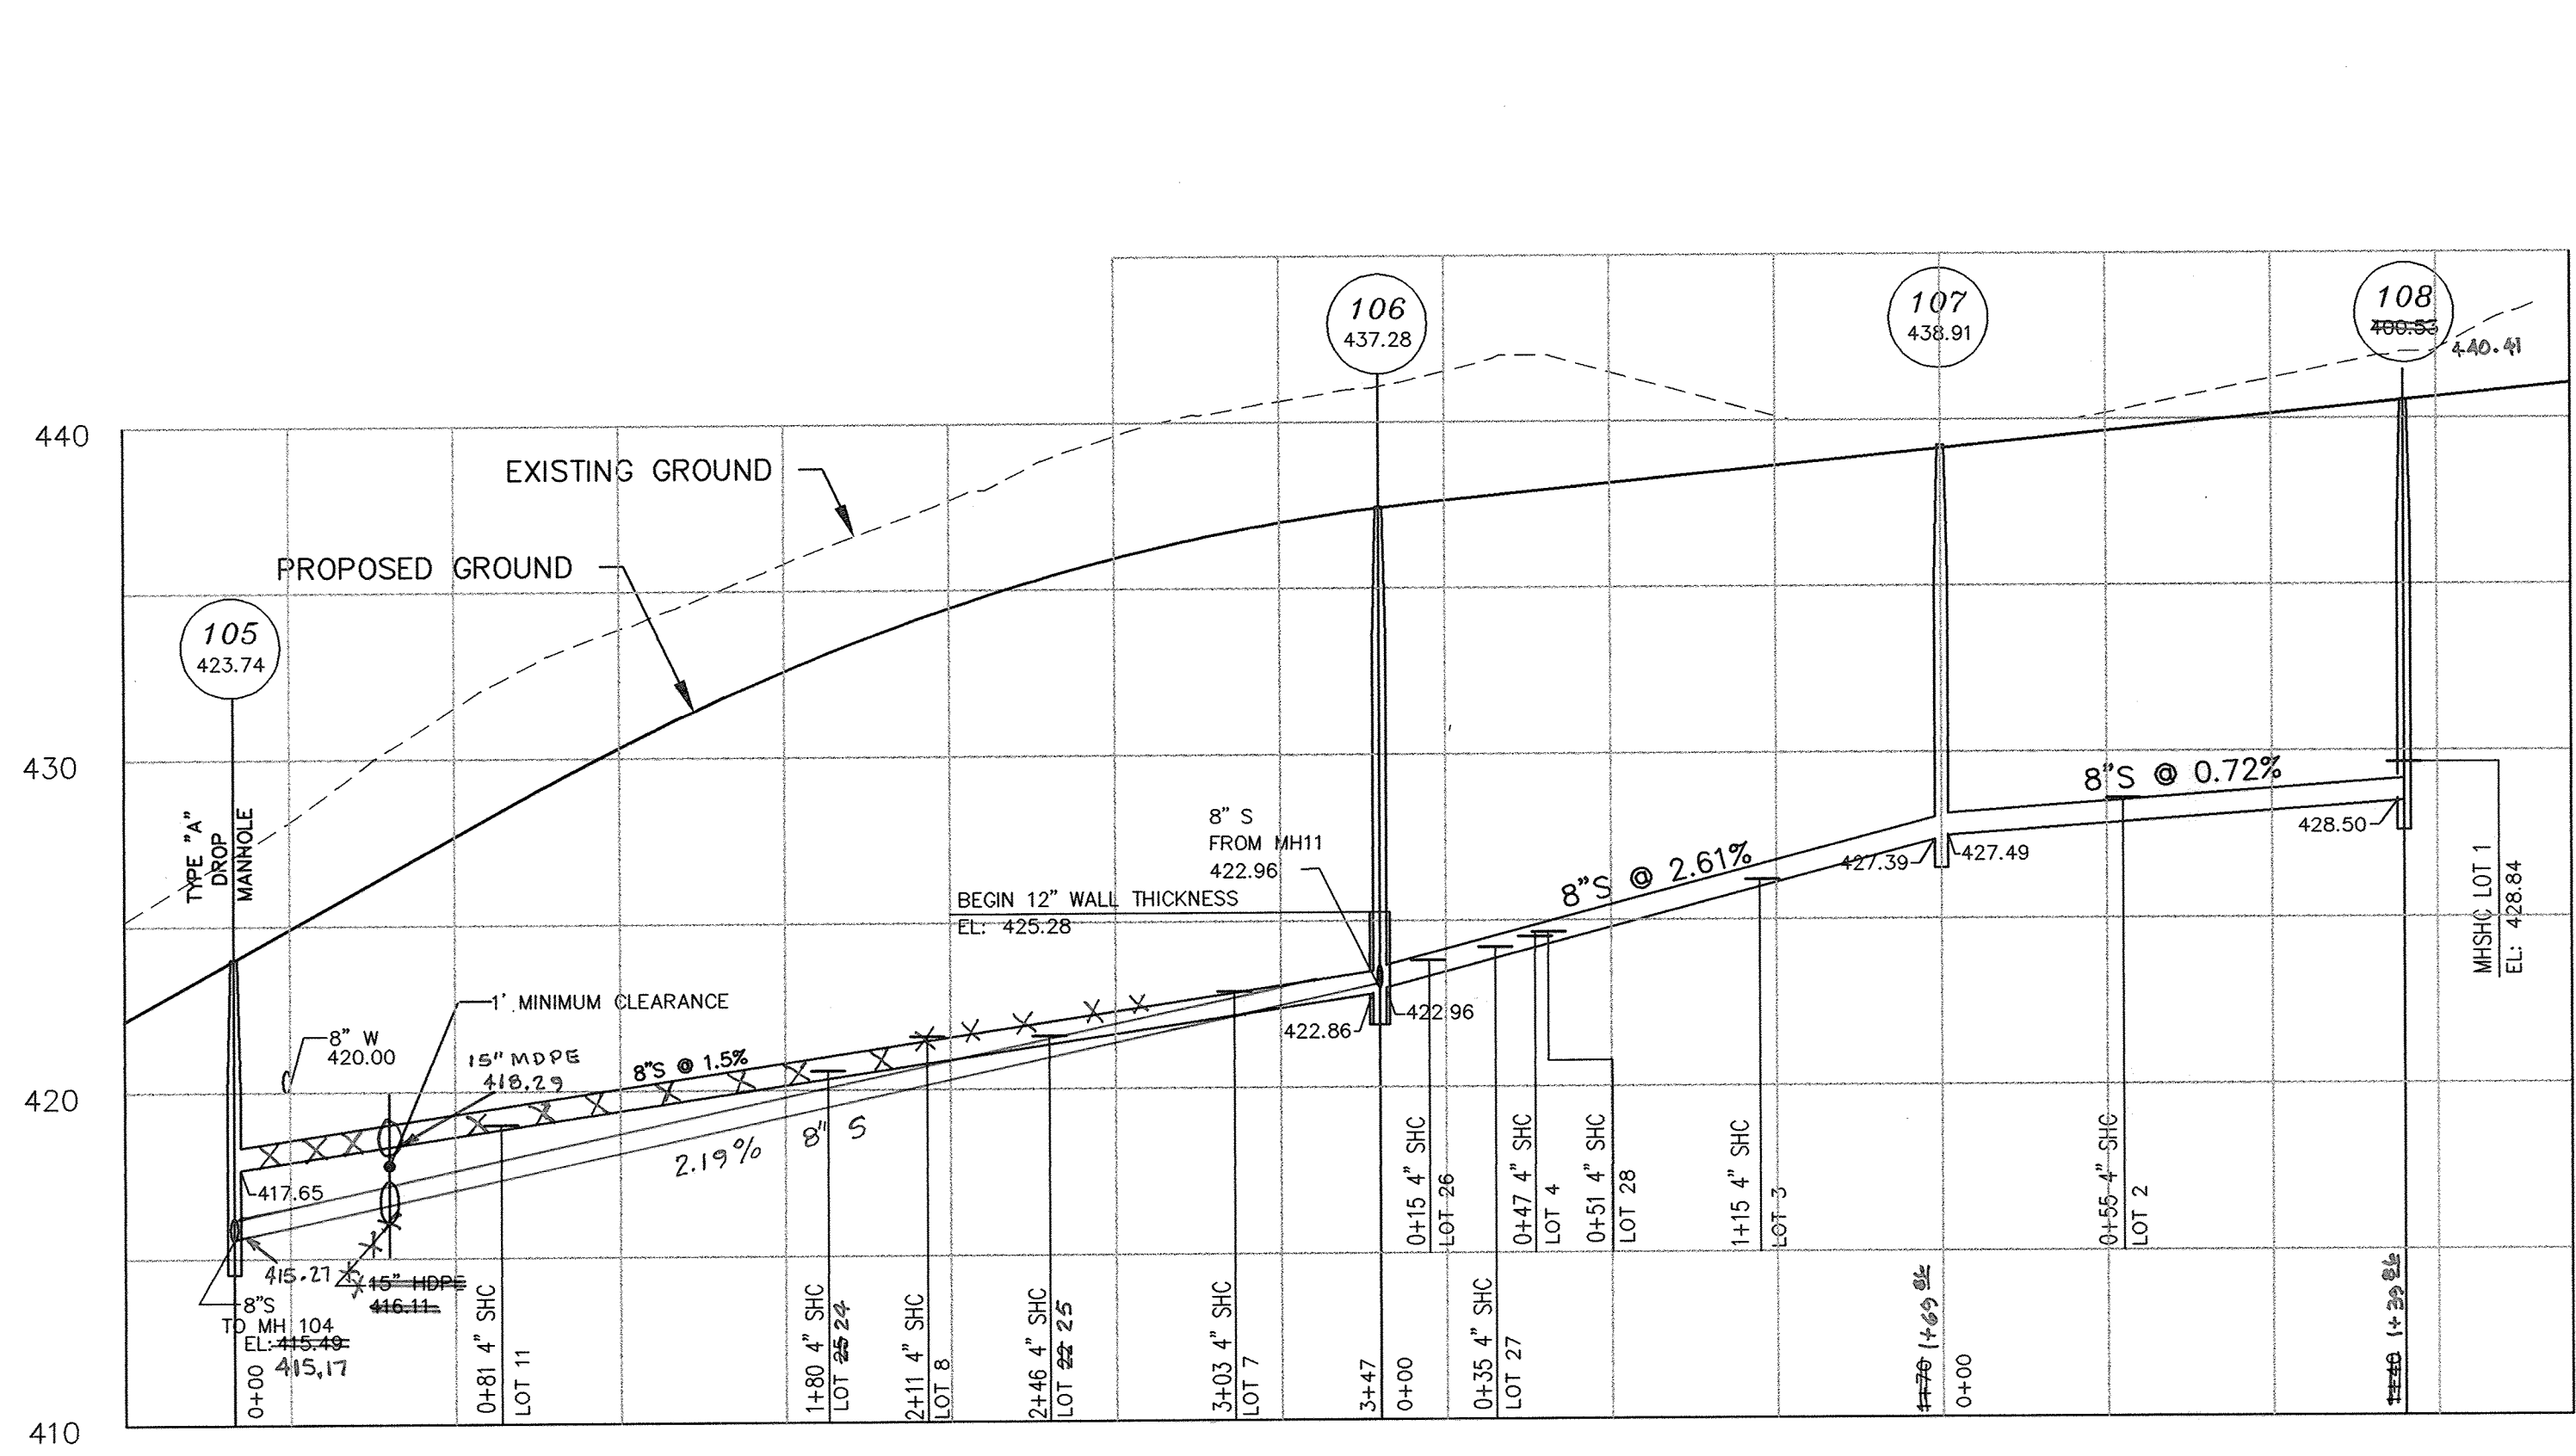 106
437.28
107
438.91
108
400.53
440.41
440
EXISTING GROUND
PROPOSED GROUND
105
423.74
430
TYPE "A"
DROP
MANHOLE
8" S
FROM MH11
422.96
BEGIN 12" WALL THICKNESS
EL: 425.28
8"S @ 2.61%
8"S @ 0.72%
427.39
427.49
428.50
MHSHC LOT 1
EL: 428.84
1' MINIMUM CLEARANCE
8" W
420.00
15" MDPE
418.29
8"S @ 1.5%
422.86
422.96
420
2.19% 8" S
417.65
415.27
15" HDPE
416.11
8"S
TO MH 104
EL: 415.49
415.17
0+00
0+81 4" SHC
LOT 11
1+80 4" SHC
LOT 25 24
2+11 4" SHC
LOT 8
2+46 4" SHC
LOT 22 25
3+03 4" SHC
LOT 7
3+47
0+00
0+15 4" SHC
LOT 26
0+35 4" SHC
LOT 27
0+47 4" SHC
LOT 4
0+51 4" SHC
LOT 28
1+15 4" SHC
LOT 3
1+70 1+69 86
0+00
0+55 4" SHC
LOT 2
1+40 1+39 86
410